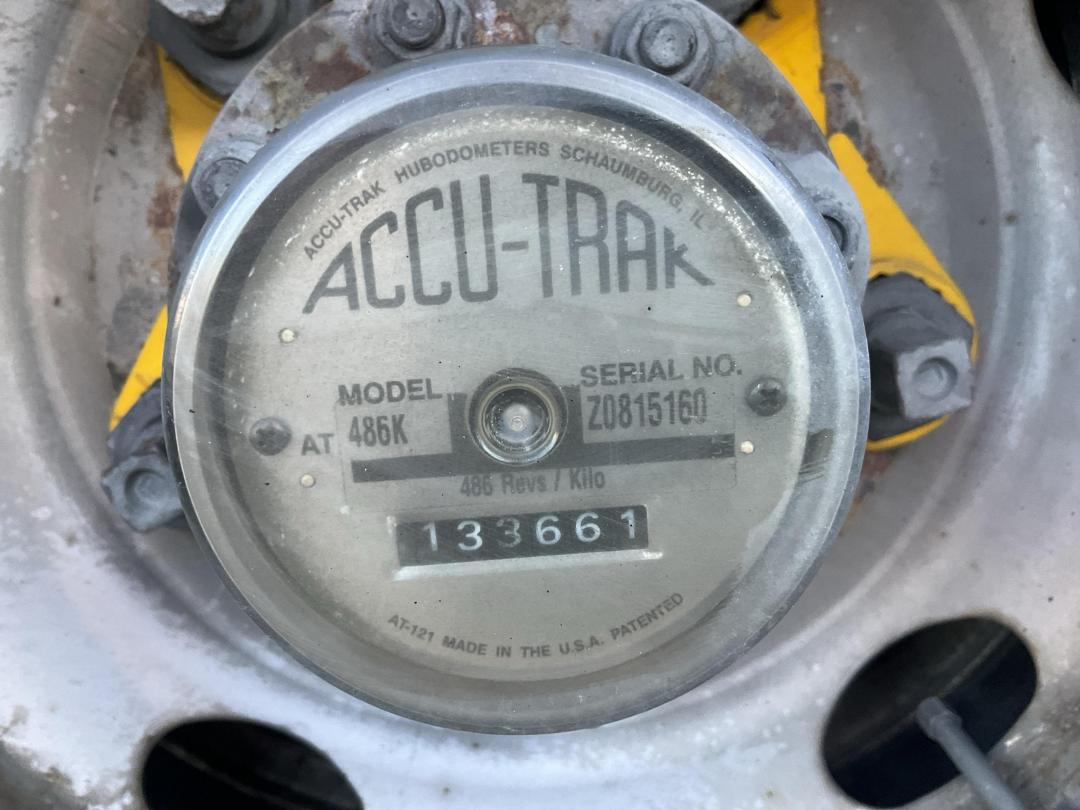 ACCU-TRAK HUBODOMETERS SCHAUMBURG, IL
ACCU-TRAK
MODEL SERIAL NO.
AT 486K Z0815160
486 Revs / Kilo
133661
AT-121 MADE IN THE U.S.A. PATENTED